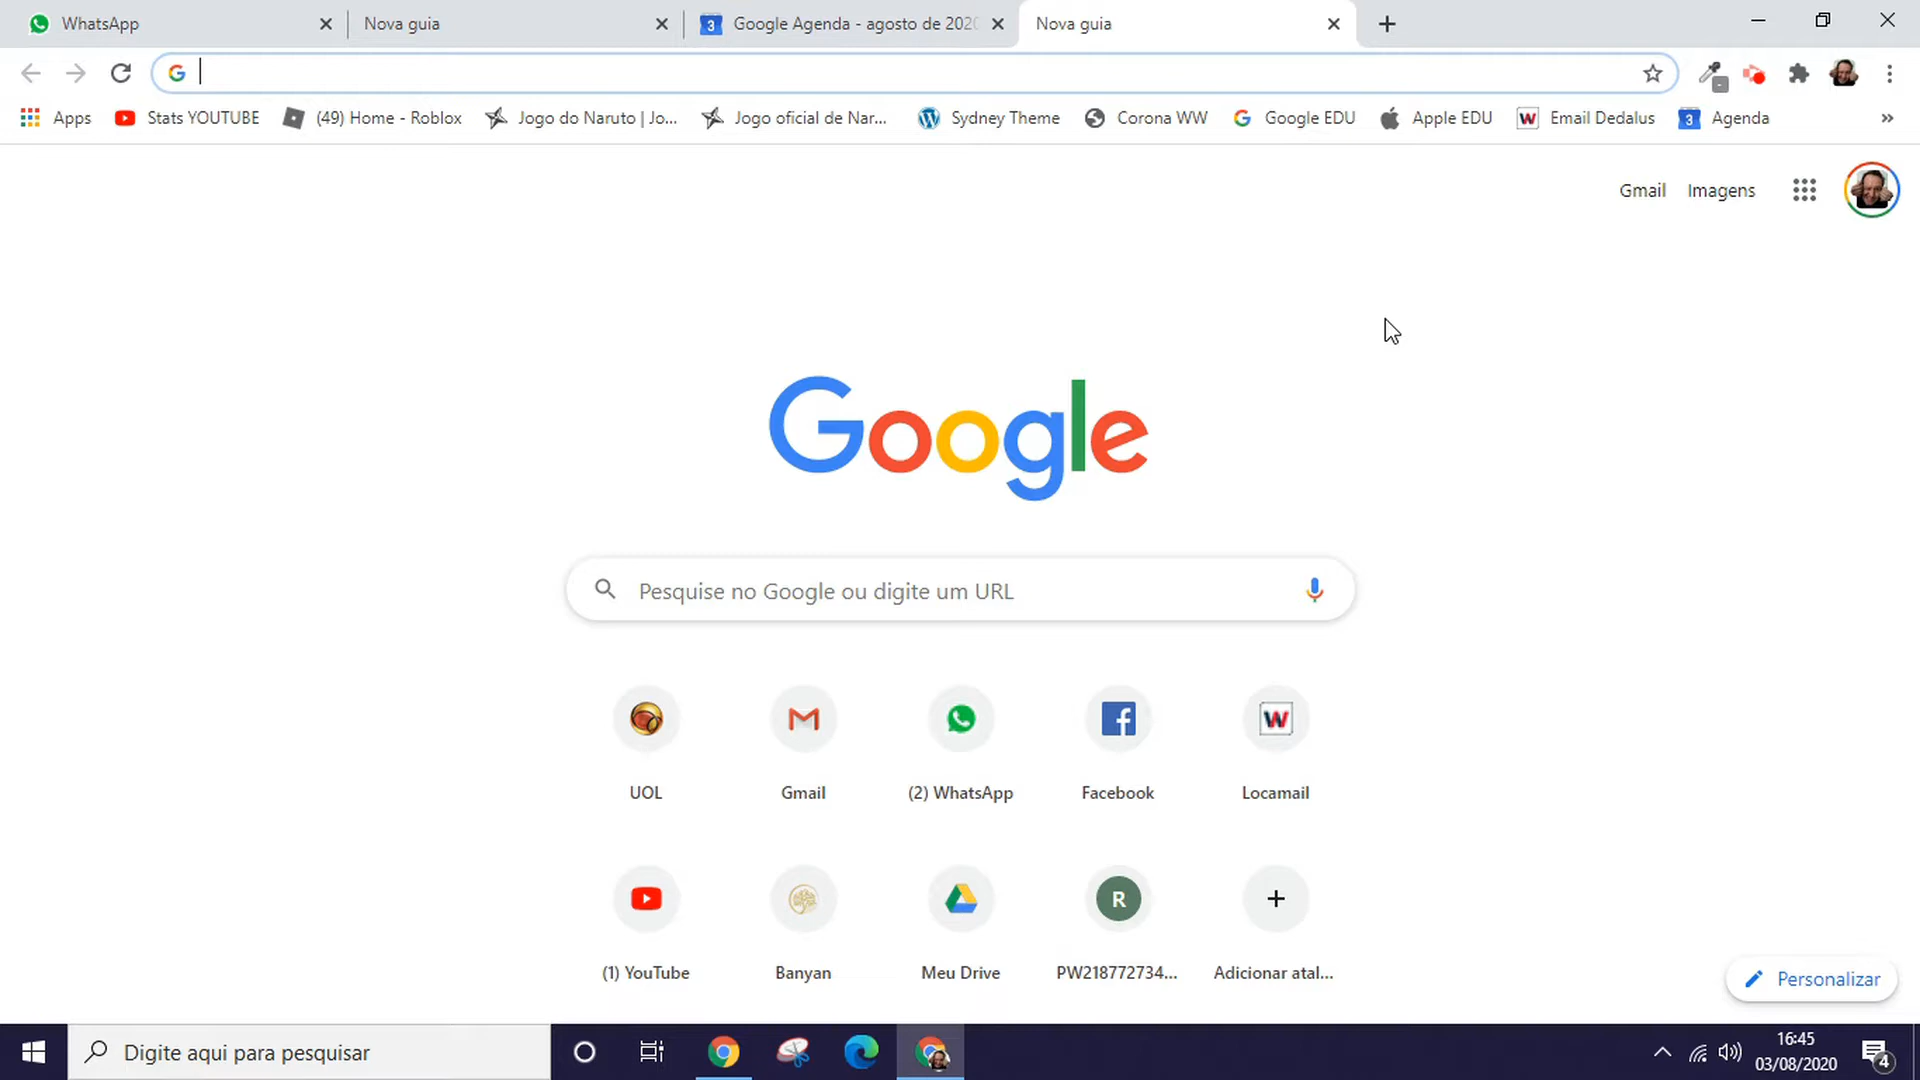 WhatsApp
Nova guia
3 Google Agenda - agosto de 202
Nova guia
G
Apps
Stats YOUTUBE
(49) Home - Roblox
Jogo do Naruto | Jo...
Jogo oficial de Nar...
Sydney Theme
Corona WW
G Google EDU
Apple EDU
W Email Dedalus
3 Agenda
»
Gmail
Imagens
Google
Pesquise no Google ou digite um URL
UOL
Gmail
(2) WhatsApp
Facebook
W
Locamail
(1) YouTube
Banyan
Meu Drive
R
PW218772734...
Adicionar atal...
Personalizar
Digite aqui para pesquisar
16:45
03/08/2020
4